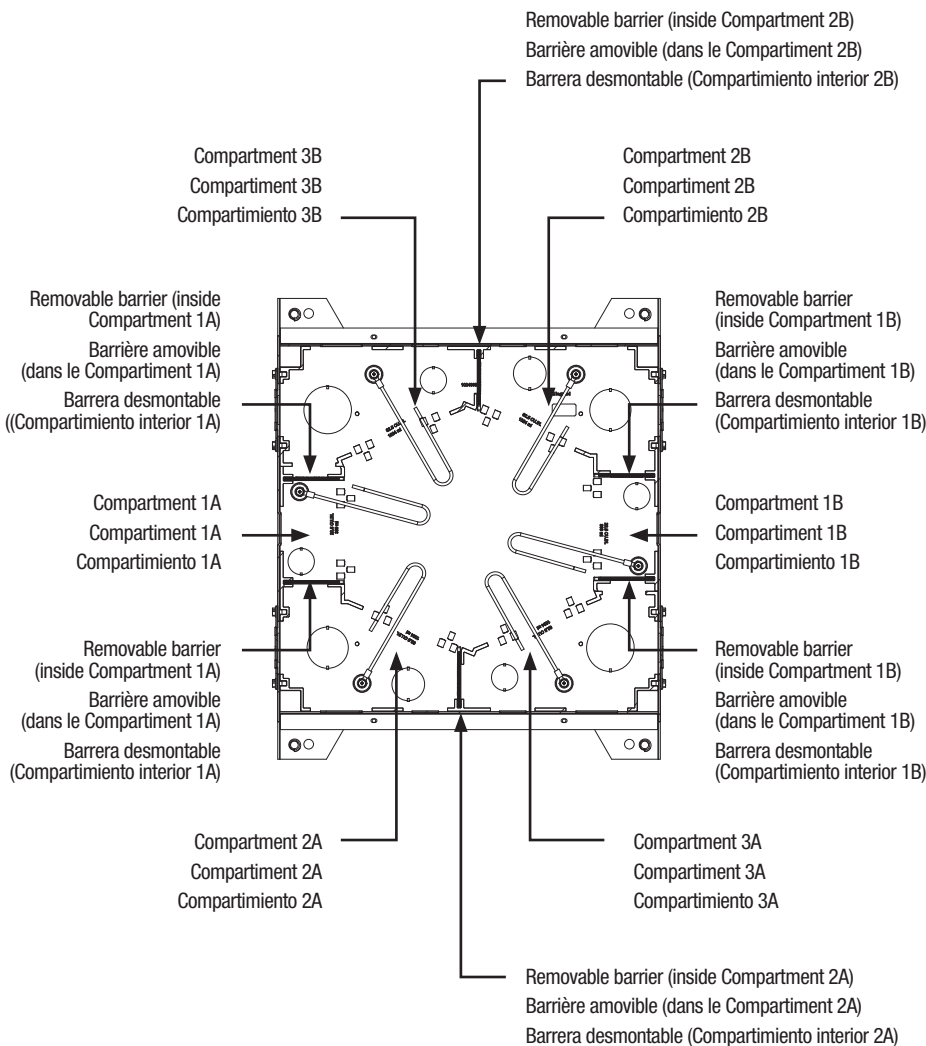 Removable barrier (inside Compartment 2B)
Barrière amovible (dans le Compartiment 2B)
Barrera desmontable (Compartimiento interior 2B)
Compartment 3B
Compartiment 3B
Compartimiento 3B
Compartment 2B
Compartiment 2B
Compartimiento 2B
Removable barrier (inside
Compartment 1A)
Barrière amovible
(dans le Compartiment 1A)
Barrera desmontable
((Compartimiento interior 1A)
Removable barrier
(inside Compartment 1B)
Barrière amovible
(dans le Compartment 1B)
Barrera desmontable
(Compartimiento interior 1B)
Compartment 1A
Compartiment 1A
Compartimiento 1A
Compartment 1B
Compartiment 1B
Compartimiento 1B
Removable barrier
(inside Compartment 1A)
Barrière amovible
(dans le Compartment 1A)
Barrera desmontable
(Compartimiento interior 1A)
Removable barrier
(inside Compartment 1B)
Barrière amovible
(dans le Compartment 1B)
Barrera desmontable
(Compartimiento interior 1B)
Compartment 2A
Compartiment 2A
Compartimiento 2A
Compartment 3A
Compartiment 3A
Compartimiento 3A
Removable barrier (inside Compartment 2A)
Barrière amovible (dans le Compartiment 2A)
Barrera desmontable (Compartimiento interior 2A)